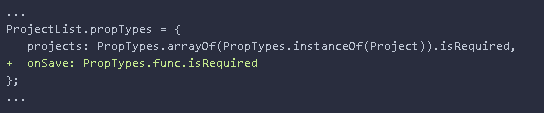 ...
ProjectList.propTypes = {
   projects: PropTypes.arrayOf(PropTypes.instanceOf(Project)).isRequired,
+  onSave: PropTypes.func.isRequired
};
...